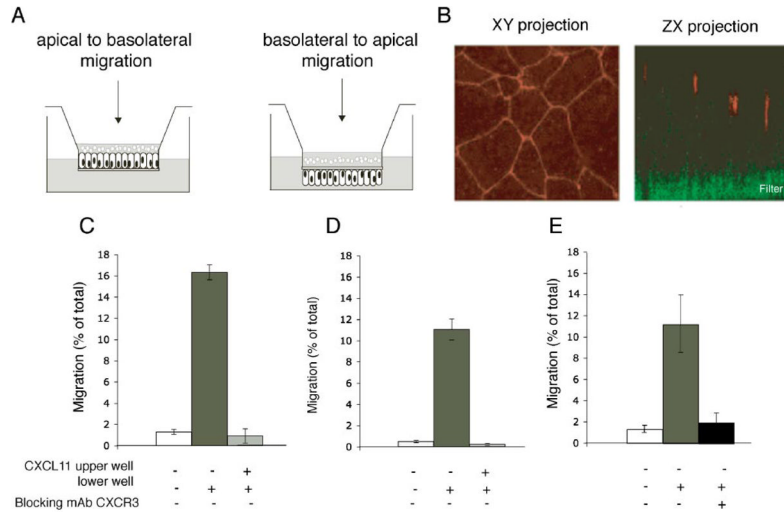 A
apical to basolateral
migration
basolateral to apical
migration
B
XY projection
ZX projection
Filter
C
Migration (% of total)
18
16
14
12
10
8
6
4
2
0
D
Migration (% of total)
18
16
14
12
10
8
6
4
2
0
E
Migration (% of total)
18
16
14
12
10
8
6
4
2
0
CXCL11 upper well - - + - - + - - -
lower well - + + - + + - + +
Blocking mAb CXCR3 - - - - - - - - +